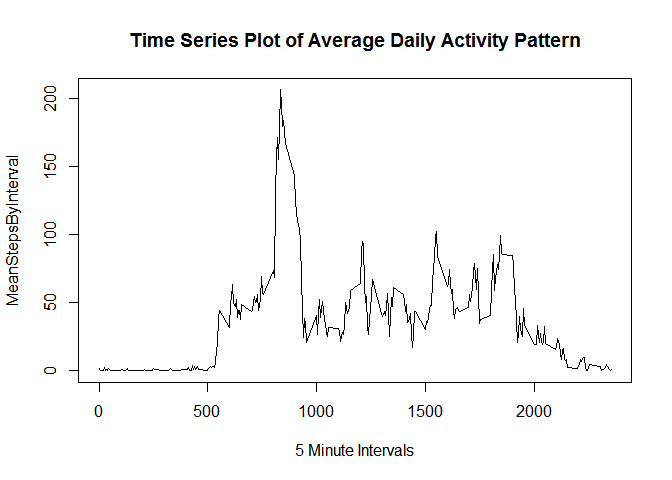 Time Series Plot of Average Daily Activity Pattern
MeanStepsByInterval
200
150
100
50
0
0 500 1000 1500 2000
5 Minute Intervals